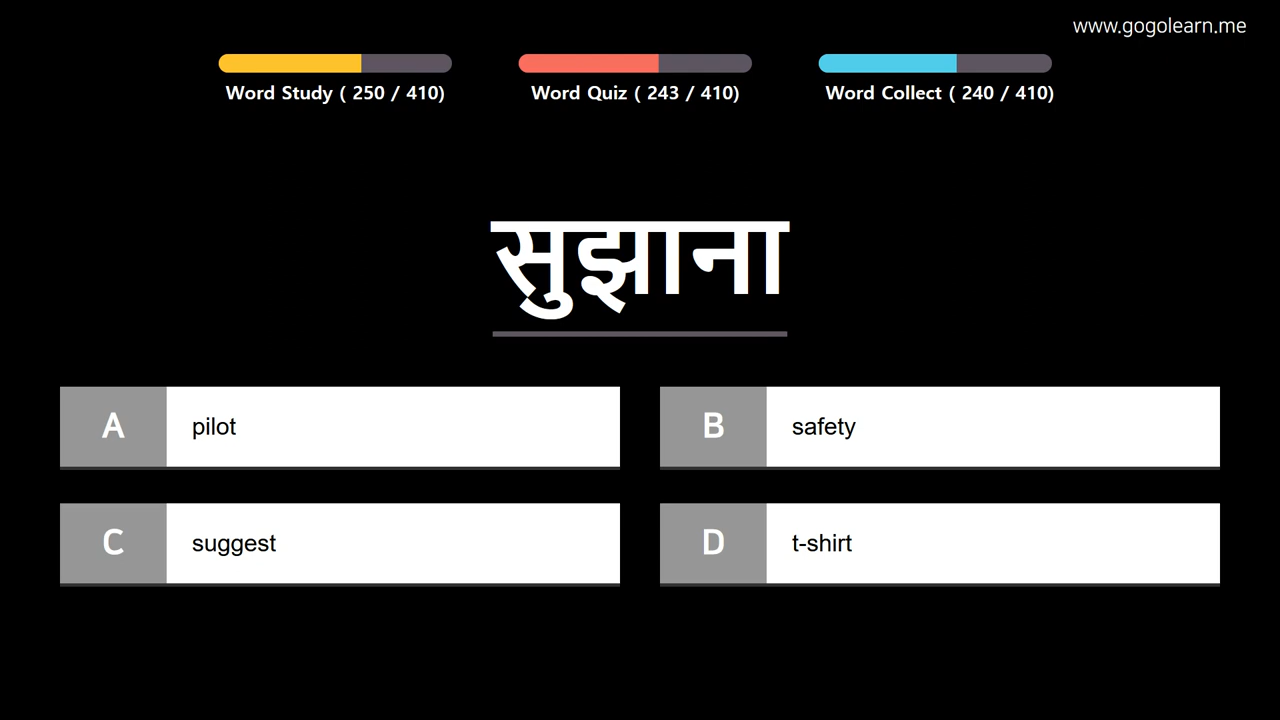 www.gogolearn.me
Word Study ( 250 / 410)
Word Quiz ( 243 / 410)
Word Collect ( 240 / 410)
सुझाना
A pilot
B safety
C suggest
D t-shirt